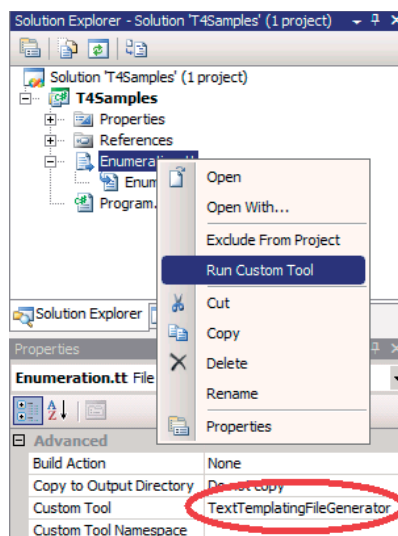 Solution Explorer - Solution 'T4Samples' (1 project)
Solution 'T4Samples' (1 project)
T4Samples
Properties
References
Enumeration.tt
Enum
Program.
Open
Open With...
Exclude From Project
Run Custom Tool
Cut
Copy
Delete
Rename
Properties
Solution Explorer
Properties
Enumeration.tt File
Advanced
Build Action None
Copy to Output Directory Do not copy
Custom Tool TextTemplatingFileGenerator
Custom Tool Namespace